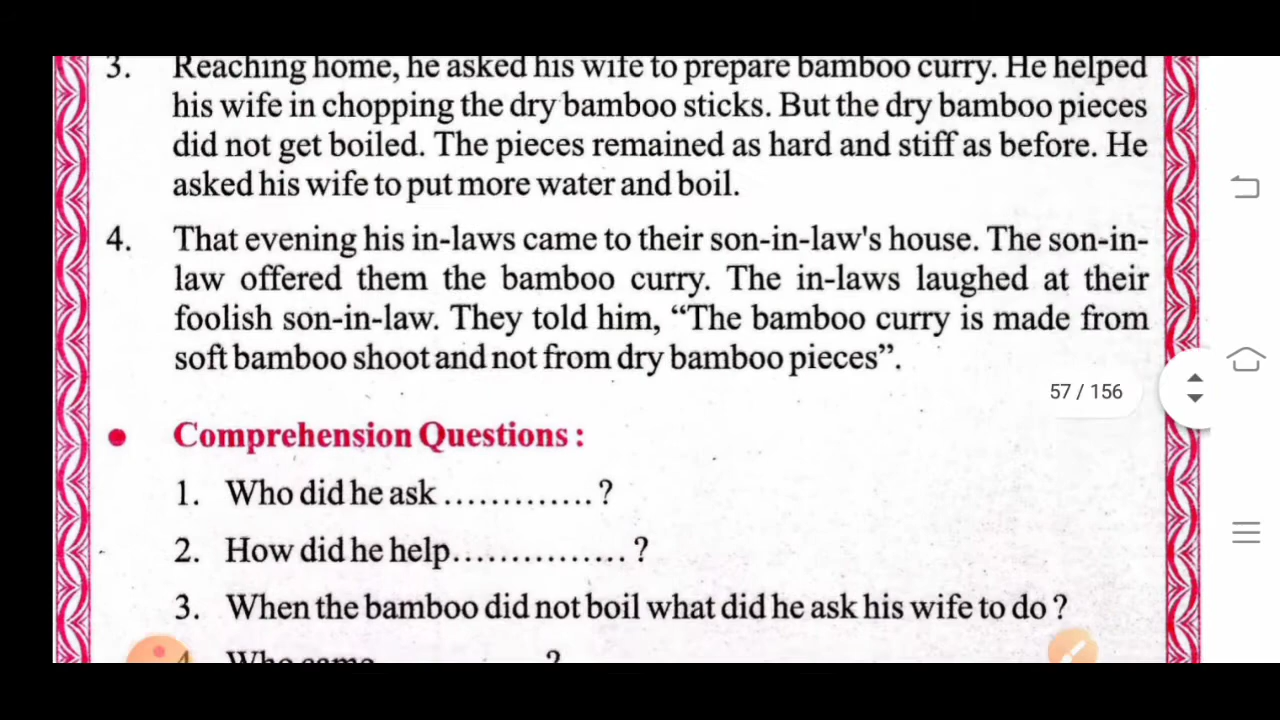 3. Reaching home, he asked his wife to prepare bamboo curry. He helped
his wife in chopping the dry bamboo sticks. But the dry bamboo pieces
did not get boiled. The pieces remained as hard and stiff as before. He
asked his wife to put more water and boil.
4. That evening his in-laws came to their son-in-law's house. The son-in-
law offered them the bamboo curry. The in-laws laughed at their
foolish son-in-law. They told him, “The bamboo curry is made from
soft bamboo shoot and not from dry bamboo pieces”.
57 / 156
• Comprehension Questions :
1. Who did he ask .............?
2. How did he help............... ?
3. When the bamboo did not boil what did he ask his wife to do ?
4. Who came ?